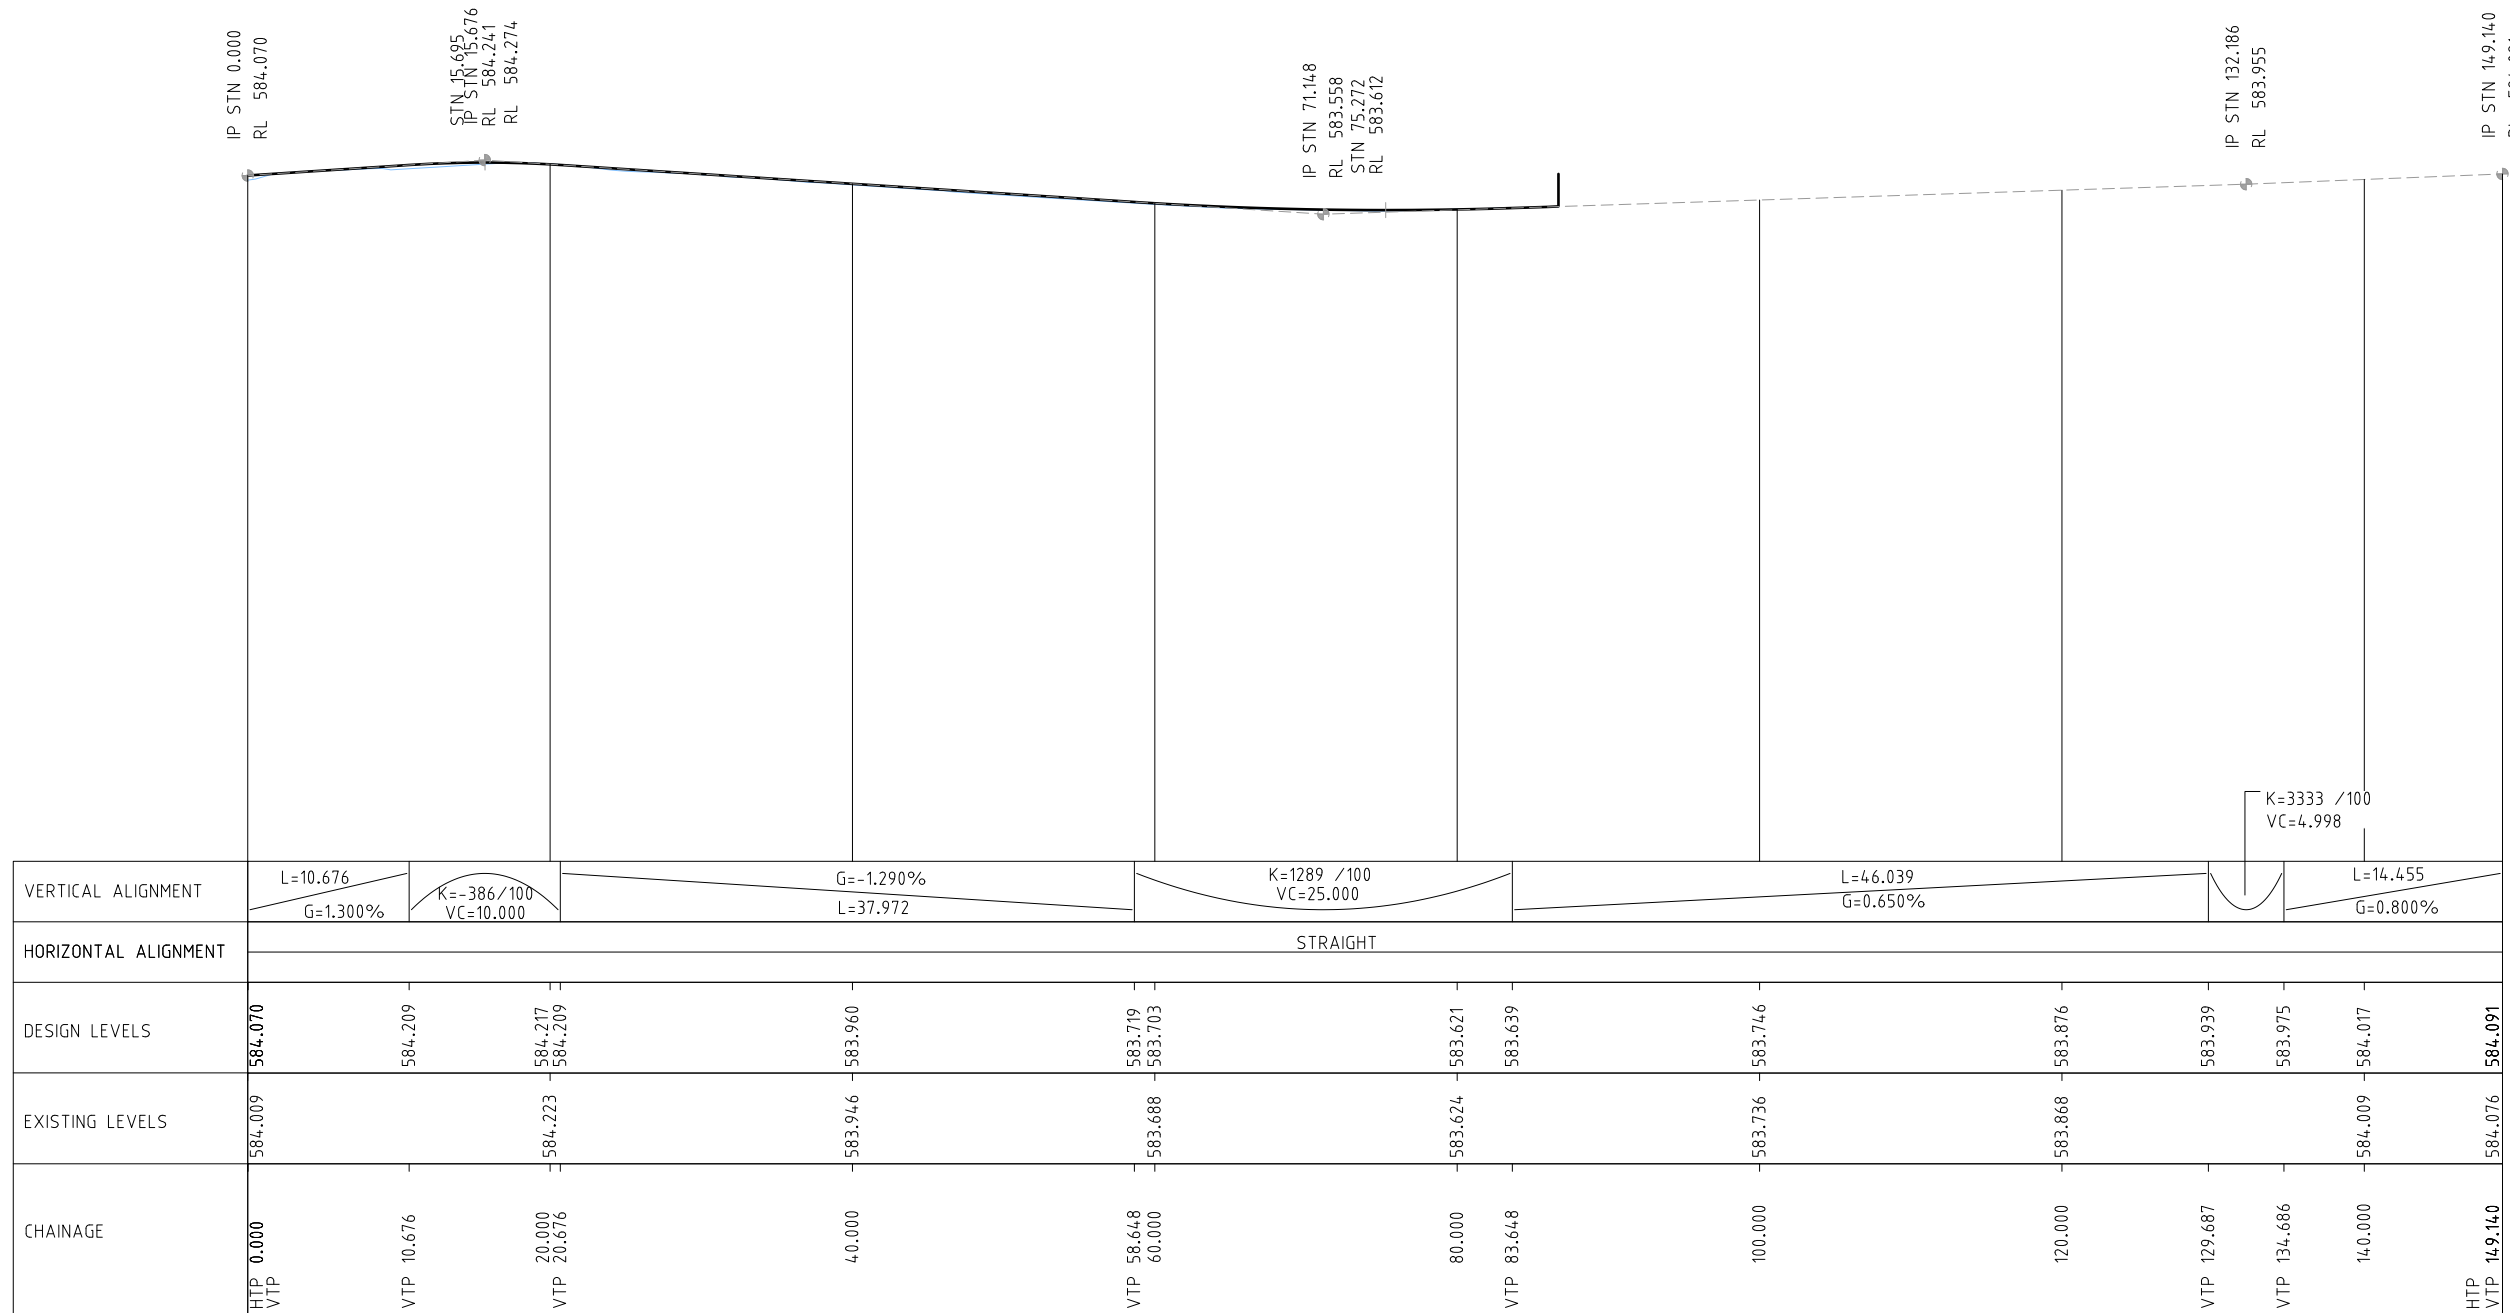 IP STN 0.000
RL 584.070
STN 15.695
IP STN 15.676
RL 584.241
RL 584.274
IP STN 71.148
RL 583.558
STN 75.272
RL 583.612
IP STN 132.186
RL 583.955
IP STN 149.140
K=3333 /100
VC=4.998
VERTICAL ALIGNMENT
L=10.676
G=1.300%
K=-386/100
VC=10.000
G=-1.290%
L=37.972
K=1289 /100
VC=25.000
L=46.039
G=0.650%
L=14.455
G=0.800%
HORIZONTAL ALIGNMENT
STRAIGHT
DESIGN LEVELS
584.070
584.209
584.217
584.209
583.960
583.719
583.703
583.621
583.639
583.746
583.876
583.939
583.975
584.017
584.091
EXISTING LEVELS
584.009
584.223
583.946
583.688
583.624
583.736
583.868
584.009
584.076
CHAINAGE
HTP 0.000
VTP
VTP 10.676
20.000
VTP 20.676
40.000
VTP 58.648
60.000
80.000
VTP 83.648
100.000
120.000
VTP 129.687
VTP 134.686
140.000
HTP
VTP 149.140